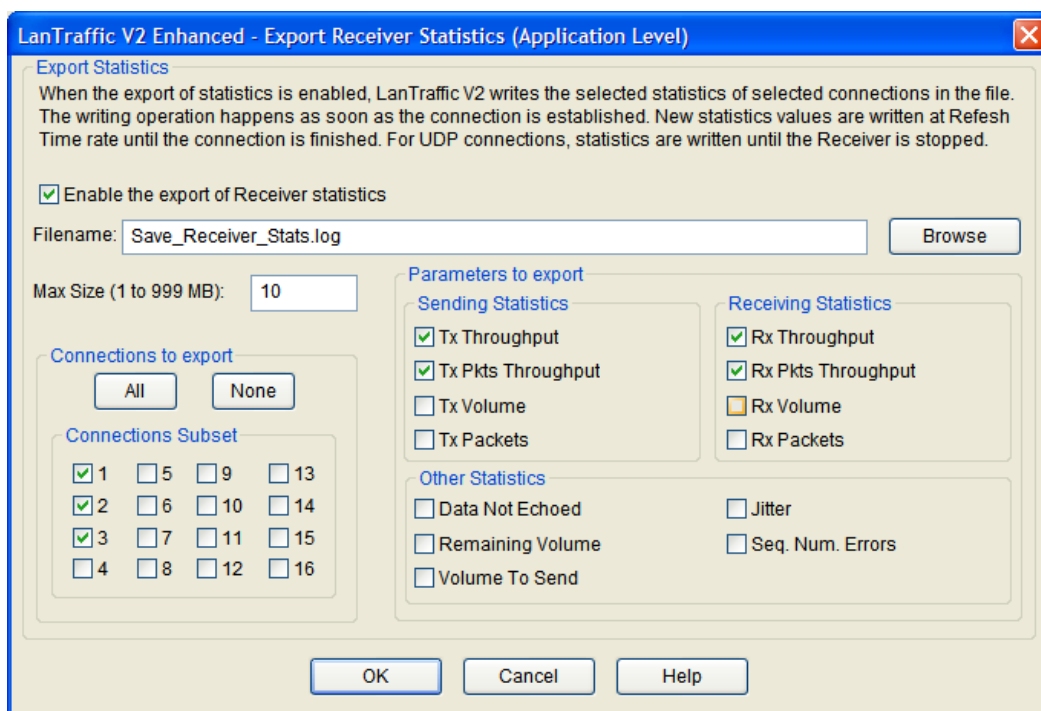 LanTraffic V2 Enhanced - Export Receiver Statistics (Application Level)
Export Statistics
When the export of statistics is enabled, LanTraffic V2 writes the selected statistics of selected connections in the file.
The writing operation happens as soon as the connection is established. New statistics values are written at Refesh
Time rate until the connection is finished. For UDP connections, statistics are written until the Receiver is stopped.
Enable the export of Receiver statistics
Filename: Save_Receiver_Stats.log Browse
Max Size (1 to 999 MB): 10
Connections to export
All None
Connections Subset
1 5 9 13
2 6 10 14
3 7 11 15
4 8 12 16
Parameters to export
Sending Statistics
Tx Throughput
Tx Pkts Throughput
Tx Volume
Tx Packets
Receiving Statistics
Rx Throughput
Rx Pkts Throughput
Rx Volume
Rx Packets
Other Statistics
Data Not Echoed Jitter
Remaining Volume Seq. Num. Errors
Volume To Send
OK Cancel Help